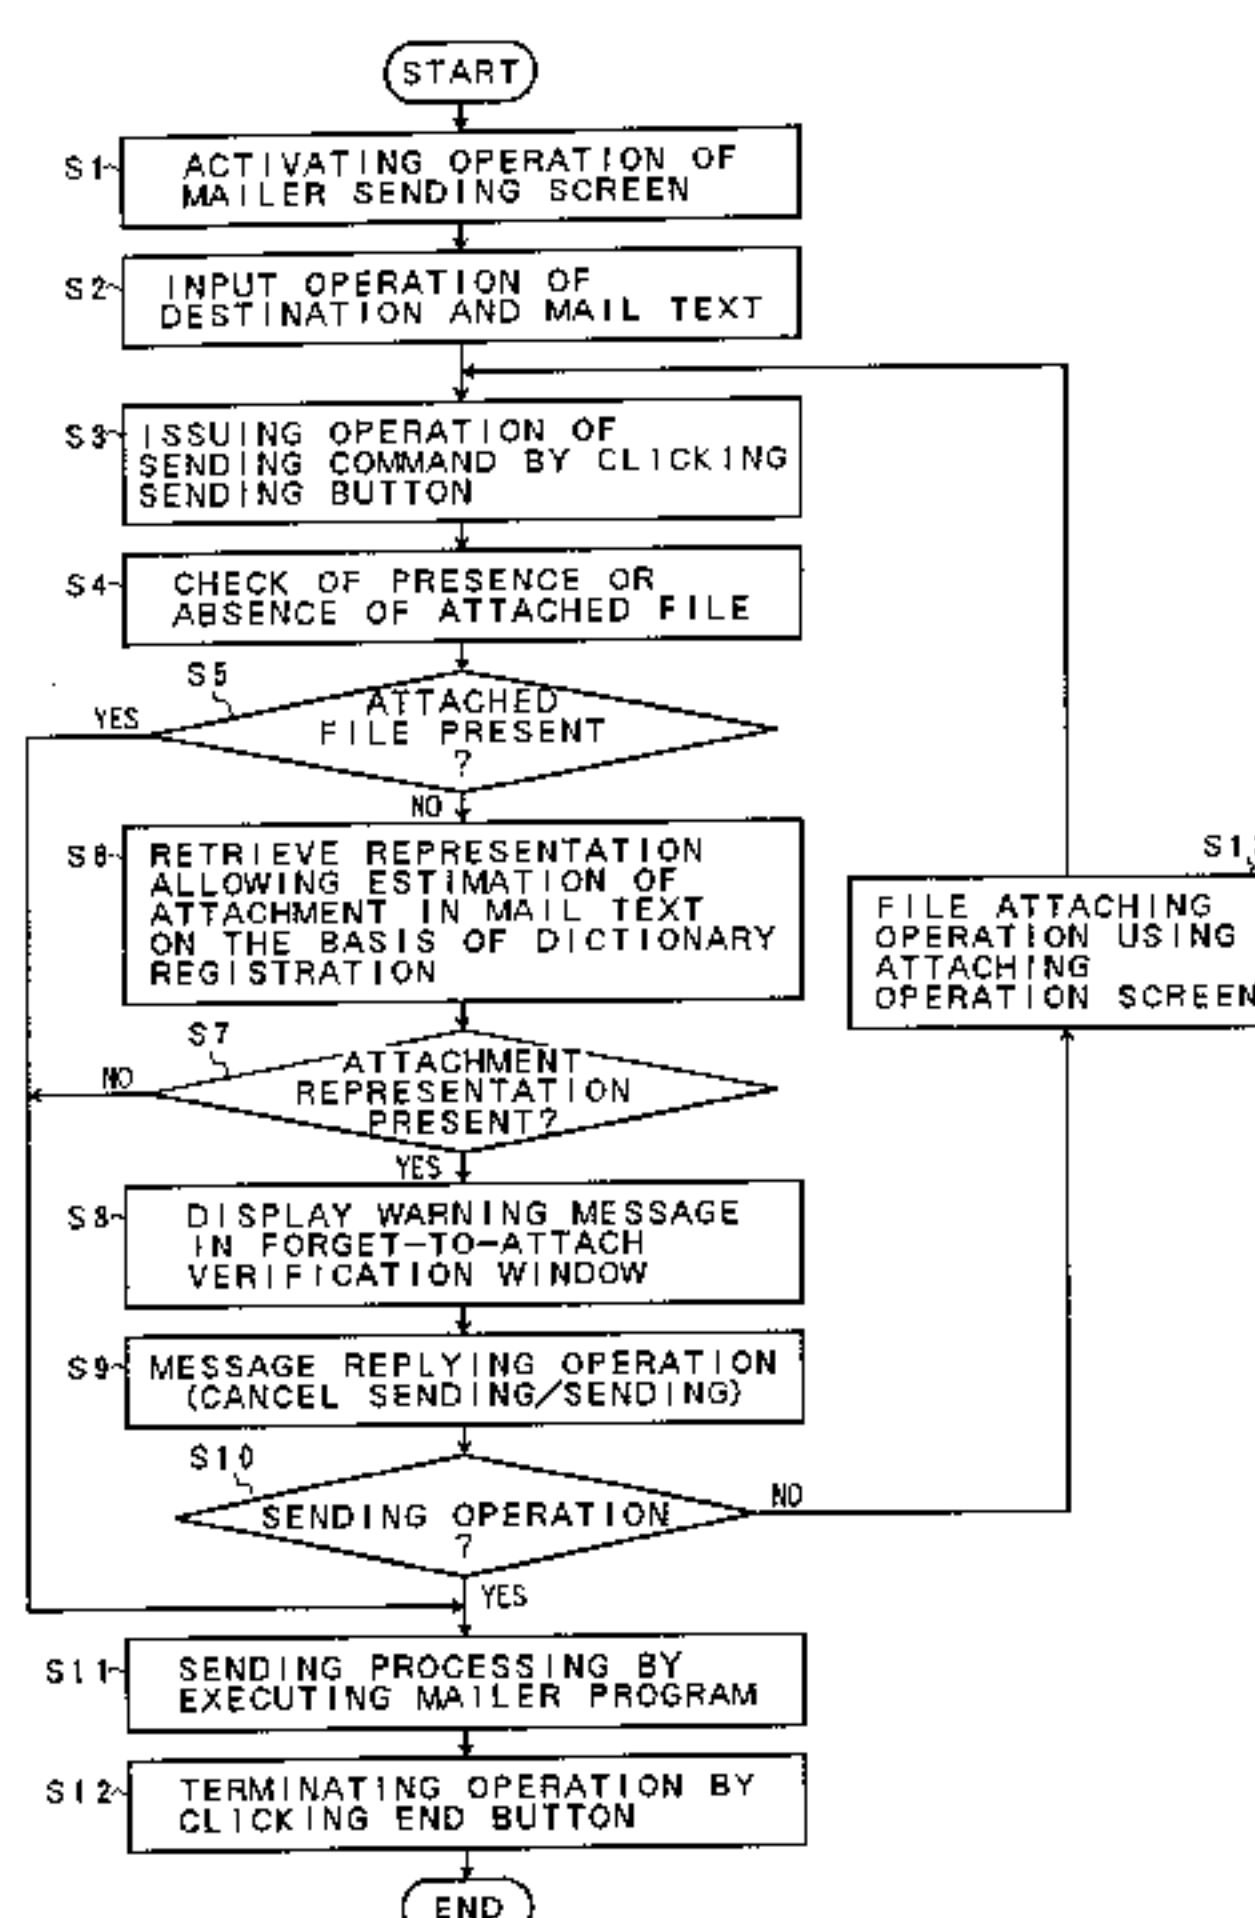 START
S1
ACTIVATING OPERATION OF
MAILER SENDING SCREEN
S2
INPUT OPERATION OF
DESTINATION AND MAIL TEXT
S3
ISSUING OPERATION OF
SENDING COMMAND BY CLICKING
SENDING BUTTON
S4
CHECK OF PRESENCE OR
ABSENCE OF ATTACHED FILE
S5
ATTACHED
FILE PRESENT
?
YES
NO
S6
RETRIEVE REPRESENTATION
ALLOWING ESTIMATION OF
ATTACHMENT IN MAIL TEXT
ON THE BASIS OF DICTIONARY
REGISTRATION
FILE ATTACHING
OPERATION USING
ATTACHING
OPERATION SCREEN
S7
ATTACHMENT
REPRESENTATION
PRESENT?
NO
YES
S8
DISPLAY WARNING MESSAGE
IN FORGET-TO-ATTACH
VERIFICATION WINDOW
S9
MESSAGE REPLYING OPERATION
(CANCEL SENDING/SENDING)
S10
SENDING OPERATION
?
NO
YES
S11
SENDING PROCESSING BY
EXECUTING MAILER PROGRAM
S12
TERMINATING OPERATION BY
CLICKING END BUTTON
END